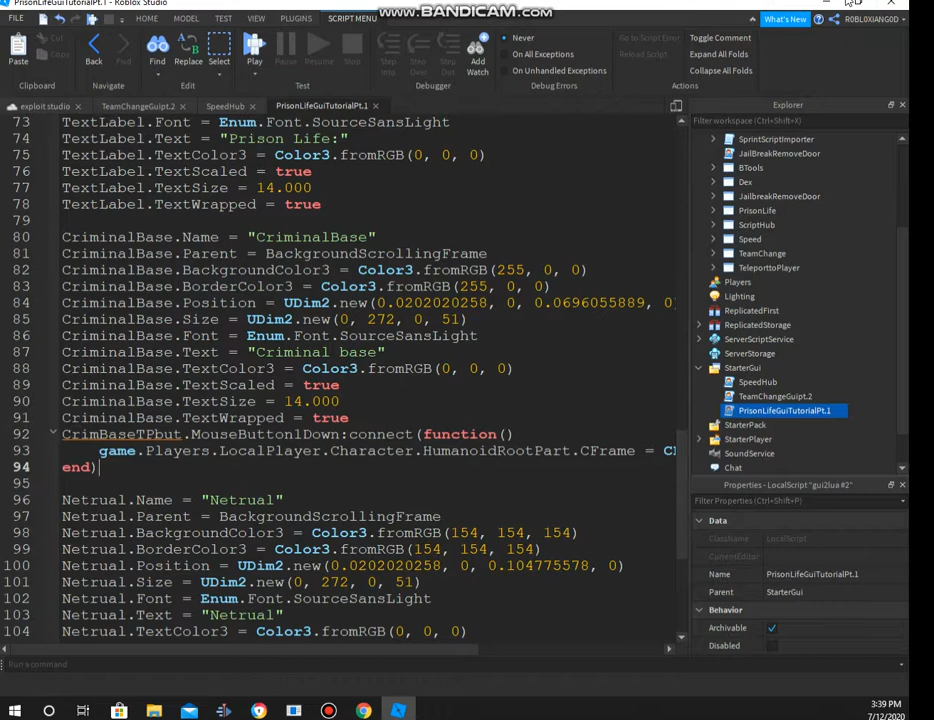 PrisonLifeGuiTutorialPt.1 - Roblox Studio
www.BANDICAM.com
FILE HOME MODEL TEST VIEW PLUGINS SCRIPT MENU What's New ROBLOXIANGOD
Paste Cut Copy Back Fwd Find Replace Select Play Pause Resume Stop Step Into Step Over Step Out Add Watch
Never
On All Exceptions
On Unhandled Exceptions
Go to Script Error
Reload Script
Toggle Comment
Expand All Folds
Collapse All Folds
Clipboard Navigate Edit Test Debugger Debug Errors Actions
exploit studio TeamChangeGuipt.2 SpeedHub PrisonLifeGuiTutorialPt.1
73 TextLabel.Font = Enum.Font.SourceSansLight
74 TextLabel.Text = "Prison Life:"
75 TextLabel.TextColor3 = Color3.fromRGB(0, 0, 0)
76 TextLabel.TextScaled = true
77 TextLabel.TextSize = 14.000
78 TextLabel.TextWrapped = true
79
80 CriminalBase.Name = "CriminalBase"
81 CriminalBase.Parent = BackgroundScrollingFrame
82 CriminalBase.BackgroundColor3 = Color3.fromRGB(255, 0, 0)
83 CriminalBase.BorderColor3 = Color3.fromRGB(255, 0, 0)
84 CriminalBase.Position = UDim2.new(0.0202020258, 0, 0.0696055889, 0)
85 CriminalBase.Size = UDim2.new(0, 272, 0, 51)
86 CriminalBase.Font = Enum.Font.SourceSansLight
87 CriminalBase.Text = "Criminal base"
88 CriminalBase.TextColor3 = Color3.fromRGB(0, 0, 0)
89 CriminalBase.TextScaled = true
90 CriminalBase.TextSize = 14.000
91 CriminalBase.TextWrapped = true
92 CrimBaseTPbut.MouseButton1Down:connect(function()
93 game.Players.LocalPlayer.Character.HumanoidRootPart.CFrame =
94 end)
95
96 Netrual.Name = "Netrual"
97 Netrual.Parent = BackgroundScrollingFrame
98 Netrual.BackgroundColor3 = Color3.fromRGB(154, 154, 154)
99 Netrual.BorderColor3 = Color3.fromRGB(154, 154, 154)
100 Netrual.Position = UDim2.new(0.0202020258, 0, 0.104775578, 0)
101 Netrual.Size = UDim2.new(0, 272, 0, 51)
102 Netrual.Font = Enum.Font.SourceSansLight
103 Netrual.Text = "Netrual"
104 Netrual.TextColor3 = Color3.fromRGB(0, 0, 0)
Explorer
Filter workspace (Ctrl+Shift+X)
SprintScriptImporter
JailBreakRemoveDoor
BTools
Dex
JailbreakRemoveDoor
PrisonLife
ScriptHub
Speed
TeamChange
TeleporttoPlayer
Players
Lighting
ReplicatedFirst
ReplicatedStorage
ServerScriptService
ServerStorage
StarterGui
SpeedHub
TeamChangeGuipt.2
PrisonLifeGuiTutorialPt.1
StarterPack
StarterPlayer
SoundService
Chat
Properties - LocalScript "gui2lua #2"
Filter Properties (Ctrl+Shift+P)
Data
ClassName LocalScript
CurrentEditor
Name PrisonLifeGuiTutorialPt.1
Parent StarterGui
Behavior
Archivable
Disabled
Run a command
3:39 PM
7/12/2020